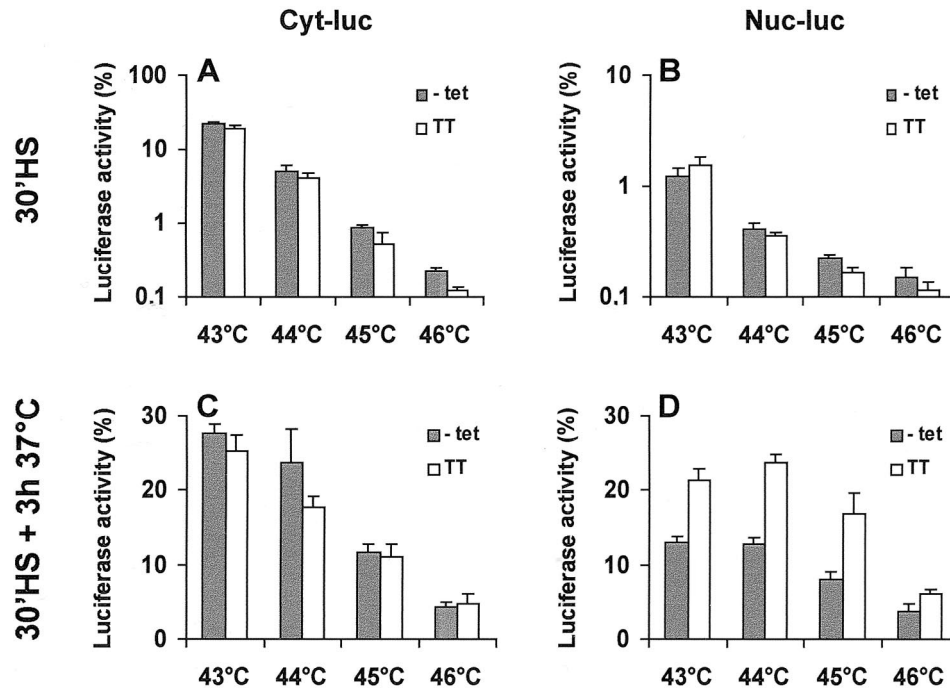 Cyt-luc
Nuc-luc
30'HS
A
Luciferase activity (%)
100
10
1
0.1
- tet
TT
43°C 44°C 45°C 46°C
B
Luciferase activity (%)
10
1
0.1
- tet
TT
43°C 44°C 45°C 46°C
30'HS + 3h 37°C
C
Luciferase activity (%)
30
20
10
0
- tet
TT
43°C 44°C 45°C 46°C
D
Luciferase activity (%)
30
20
10
0
- tet
TT
43°C 44°C 45°C 46°C